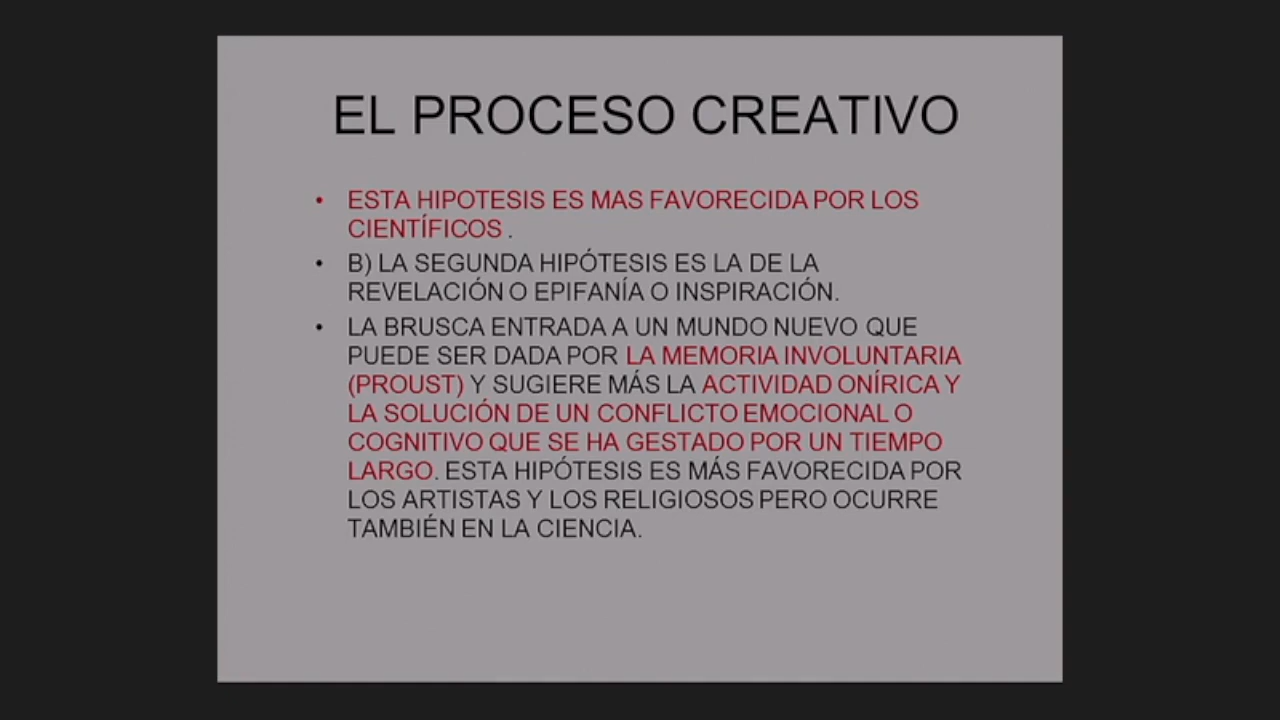 EL PROCESO CREATIVO
• ESTA HIPOTESIS ES MAS FAVORECIDA POR LOS
CIENTÍFICOS .
• B) LA SEGUNDA HIPÓTESIS ES LA DE LA
REVELACIÓN O EPIFANÍA O INSPIRACIÓN.
• LA BRUSCA ENTRADA A UN MUNDO NUEVO QUE
PUEDE SER DADA POR LA MEMORIA INVOLUNTARIA
(PROUST) Y SUGIERE MÁS LA ACTIVIDAD ONÍRICA Y
LA SOLUCIÓN DE UN CONFLICTO EMOCIONAL O
COGNITIVO QUE SE HA GESTADO POR UN TIEMPO
LARGO. ESTA HIPÓTESIS ES MÁS FAVORECIDA POR
LOS ARTISTAS Y LOS RELIGIOSOS PERO OCURRE
TAMBIÉN EN LA CIENCIA.